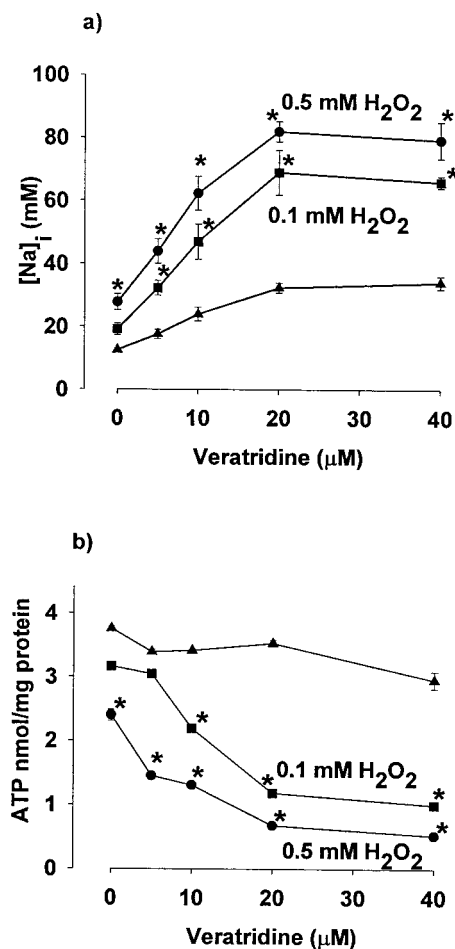 a)
100
80
60
40
20
0
[Na]i (mM)
* * * * *
0.5 mM H2O2
* * * *
0.1 mM H2O2
0 10 20 30 40
Veratridine (µM)
b)
4
3
2
1
0
ATP nmol/mg protein
* * *
0.1 mM H2O2
*
* * * * *
0.5 mM H2O2
0 10 20 30 40
Veratridine (µM)